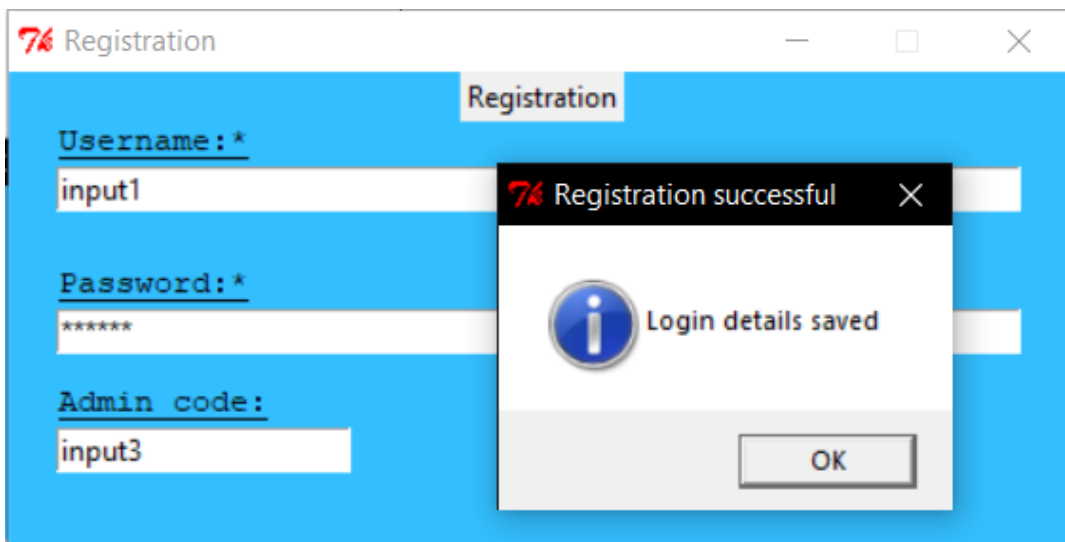 Registration
Registration
Username:*
input1
Password:*
******
Admin code:
input3
Registration successful
Login details saved
OK